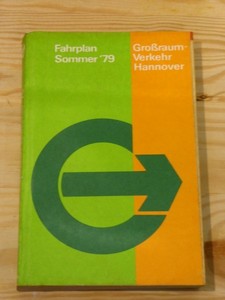 Fahrplan
Sommer '79
Großraum-
Verkehr
Hannover